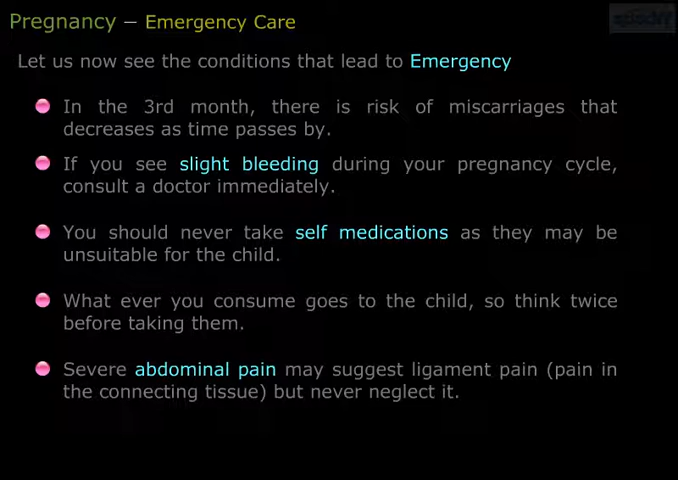 Pregnancy – Emergency Care
Let us now see the conditions that lead to Emergency
In the 3rd month, there is risk of miscarriages that
decreases as time passes by.
If you see slight bleeding during your pregnancy cycle,
consult a doctor immediately.
You should never take self medications as they may be
unsuitable for the child.
What ever you consume goes to the child, so think twice
before taking them.
Severe abdominal pain may suggest ligament pain (pain in
the connecting tissue) but never neglect it.